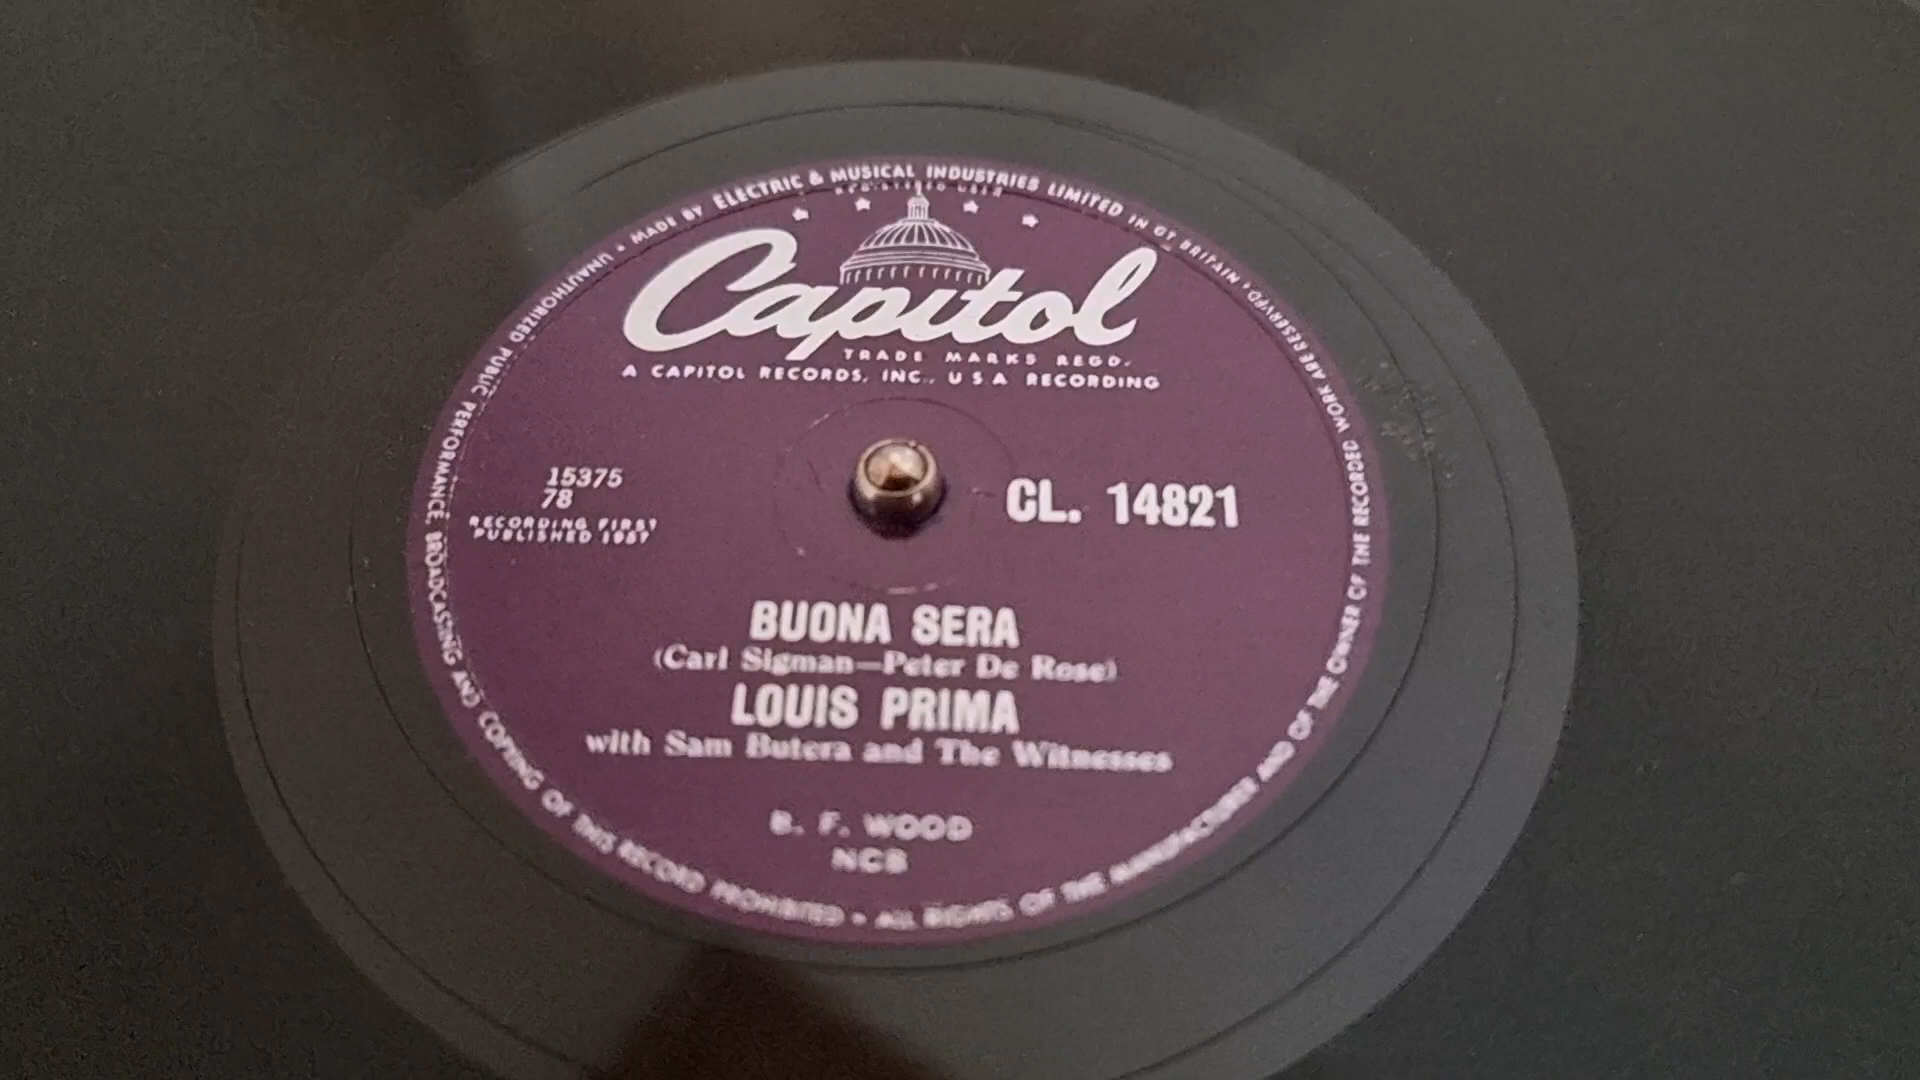 MADE BY ELECTRIC & MUSICAL INDUSTRIES LIMITED IN GT BRITAIN • ALL RIGHTS OF THE MANUFACTURERS AND OF THE OWNER OF THE RECORDED WORK ARE RESERVED • UNAUTHORIZED PUBLIC PERFORMANCE, BROADCASTING AND COPYING OF THIS RECORD PROHIBITED •
REGISTERED USER
Capitol
TRADE MARKS REGD.
A CAPITOL RECORDS, INC., U S A RECORDING
15375
78
RECORDING FIRST
PUBLISHED 1957
CL. 14821
BUONA SERA
(Carl Sigman—Peter De Rose)
LOUIS PRIMA
with Sam Butera and The Witnesses
B. F. WOOD
NCB